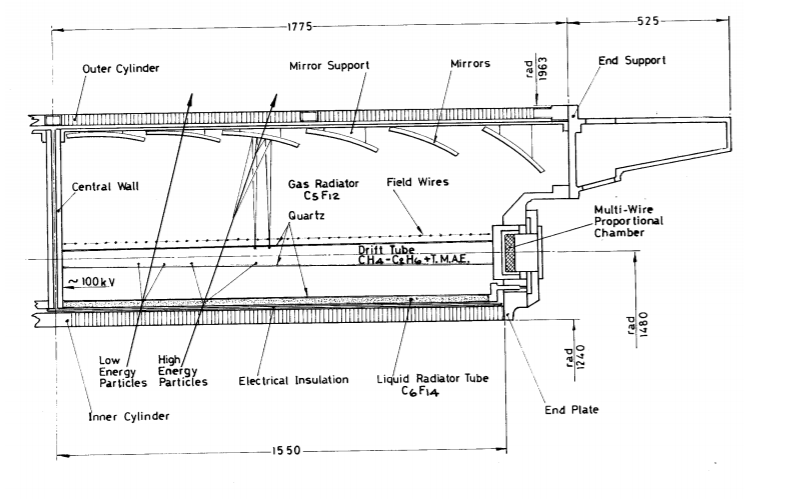 1775
525
Outer Cylinder
Mirror Support
Mirrors
rad
1963
End Support
Central Wall
Gas Radiator
C5F12
Field Wires
Quartz
Multi-Wire
Proportional
Chamber
Drift Tube
CH4-C2H6+T.M.A.E.
~ 100kV
rad
1480
rad
1240
Low
Energy
Particles
High
Energy
Particles
Electrical Insulation
Liquid Radiator Tube
C6F14
Inner Cylinder
End Plate
1550